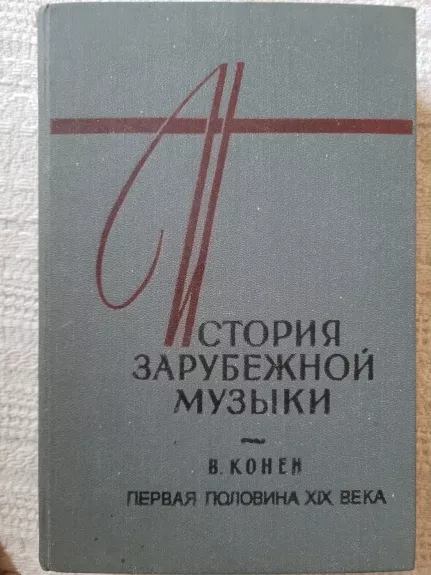 ИСТОРИЯ
ЗАРУБЕЖНОЙ
МУЗЫКИ
В. КОНЕН
ПЕРВАЯ ПОЛОВИНА XIX ВЕКА